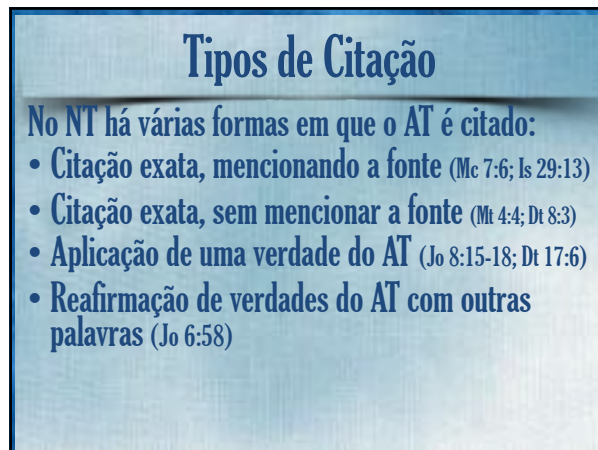 Tipos de Citação
No NT há várias formas em que o AT é citado:
• Citação exata, mencionando a fonte (Mc 7:6; Is 29:13)
• Citação exata, sem mencionar a fonte (Mt 4:4; Dt 8:3)
• Aplicação de uma verdade do AT (Jo 8:15-18; Dt 17:6)
• Reafirmação de verdades do AT com outras
palavras (Jo 6:58)